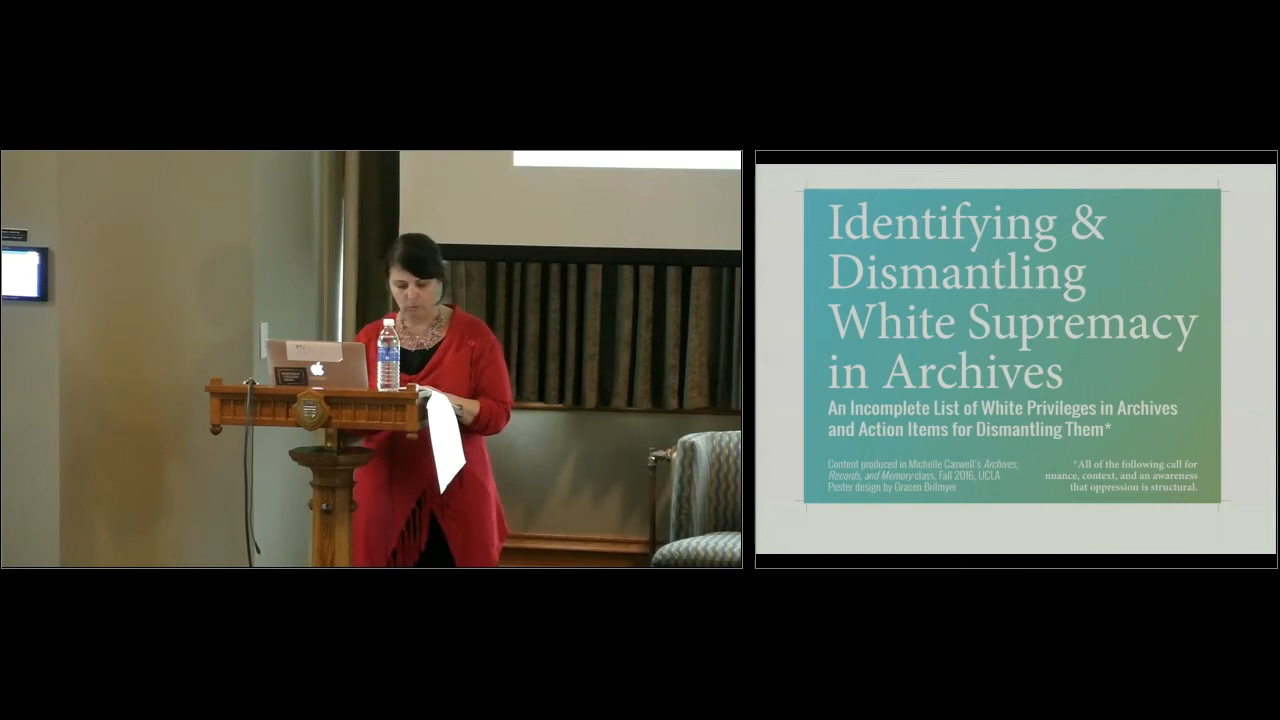 Identifying &
Dismantling
White Supremacy
in Archives
An Incomplete List of White Privileges in Archives
and Action Items for Dismantling Them*
Content produced in Michelle Caswell's Archives,
Records, and Memory class, Fall 2016, UCLA
Poster design by Gracen Brilmyer
*All of the following call for
nuance, context, and an awareness
that oppression is structural.